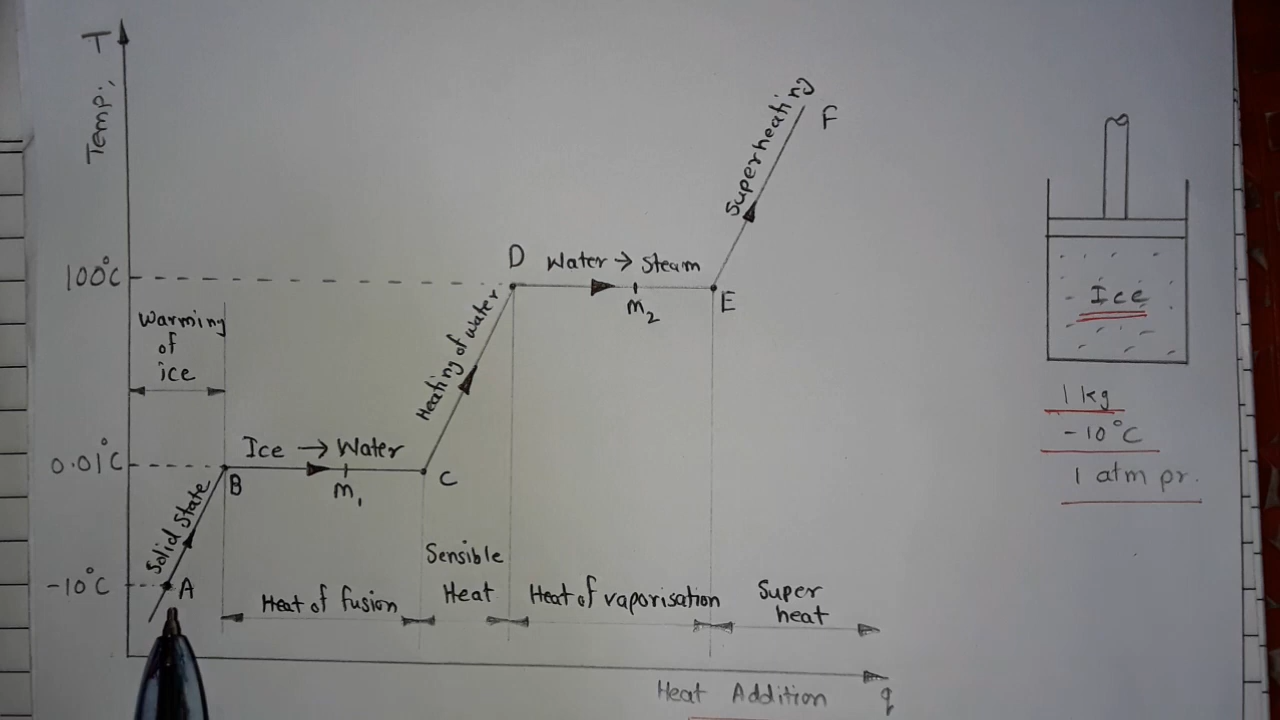 T
Temp.,
100°C
0.01°C
-10°C
Warming
of
ice
Solid State
A
B
Ice → Water
m₁
C
Heating of water
D
Water → Steam
m₂
E
Superheating
F
Heat of fusion
Sensible
Heat
Heat of vaporisation
Super
heat
Heat Addition q
Ice
1 kg
-10°C
1 atm pr.